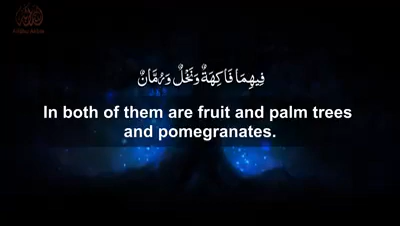 فِيهِمَا فَاكِهَةٌ وَنَخْلٌ وَرُمَّانٌ
In both of them are fruit and palm trees
and pomegranates.